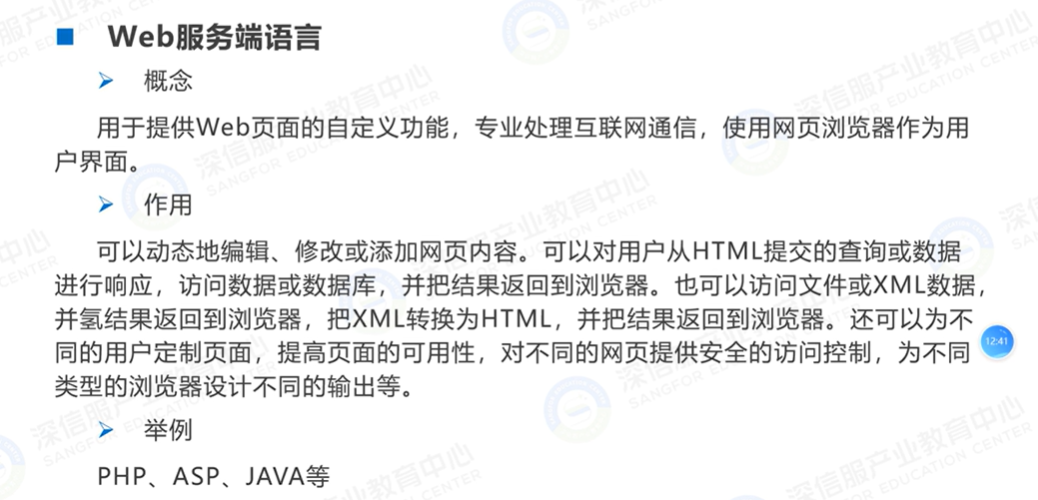 Web服务端语言
概念
用于提供Web页面的自定义功能，专业处理互联网通信，使用网页浏览器作为用
户界面。
作用
可以动态地编辑、修改或添加网页内容。可以对用户从HTML提交的查询或数据
进行响应，访问数据或数据库，并把结果返回到浏览器。也可以访问文件或XML数据，
并氢结果返回到浏览器，把XML转换为HTML，并把结果返回到浏览器。还可以为不
同的用户定制页面，提高页面的可用性，对不同的网页提供安全的访问控制，为不同
12:41
类型的浏览器设计不同的输出等。
举例
PHP、ASP、JAVA等
深信服产业教育中心
SANGFOR EDUCATION CENTER